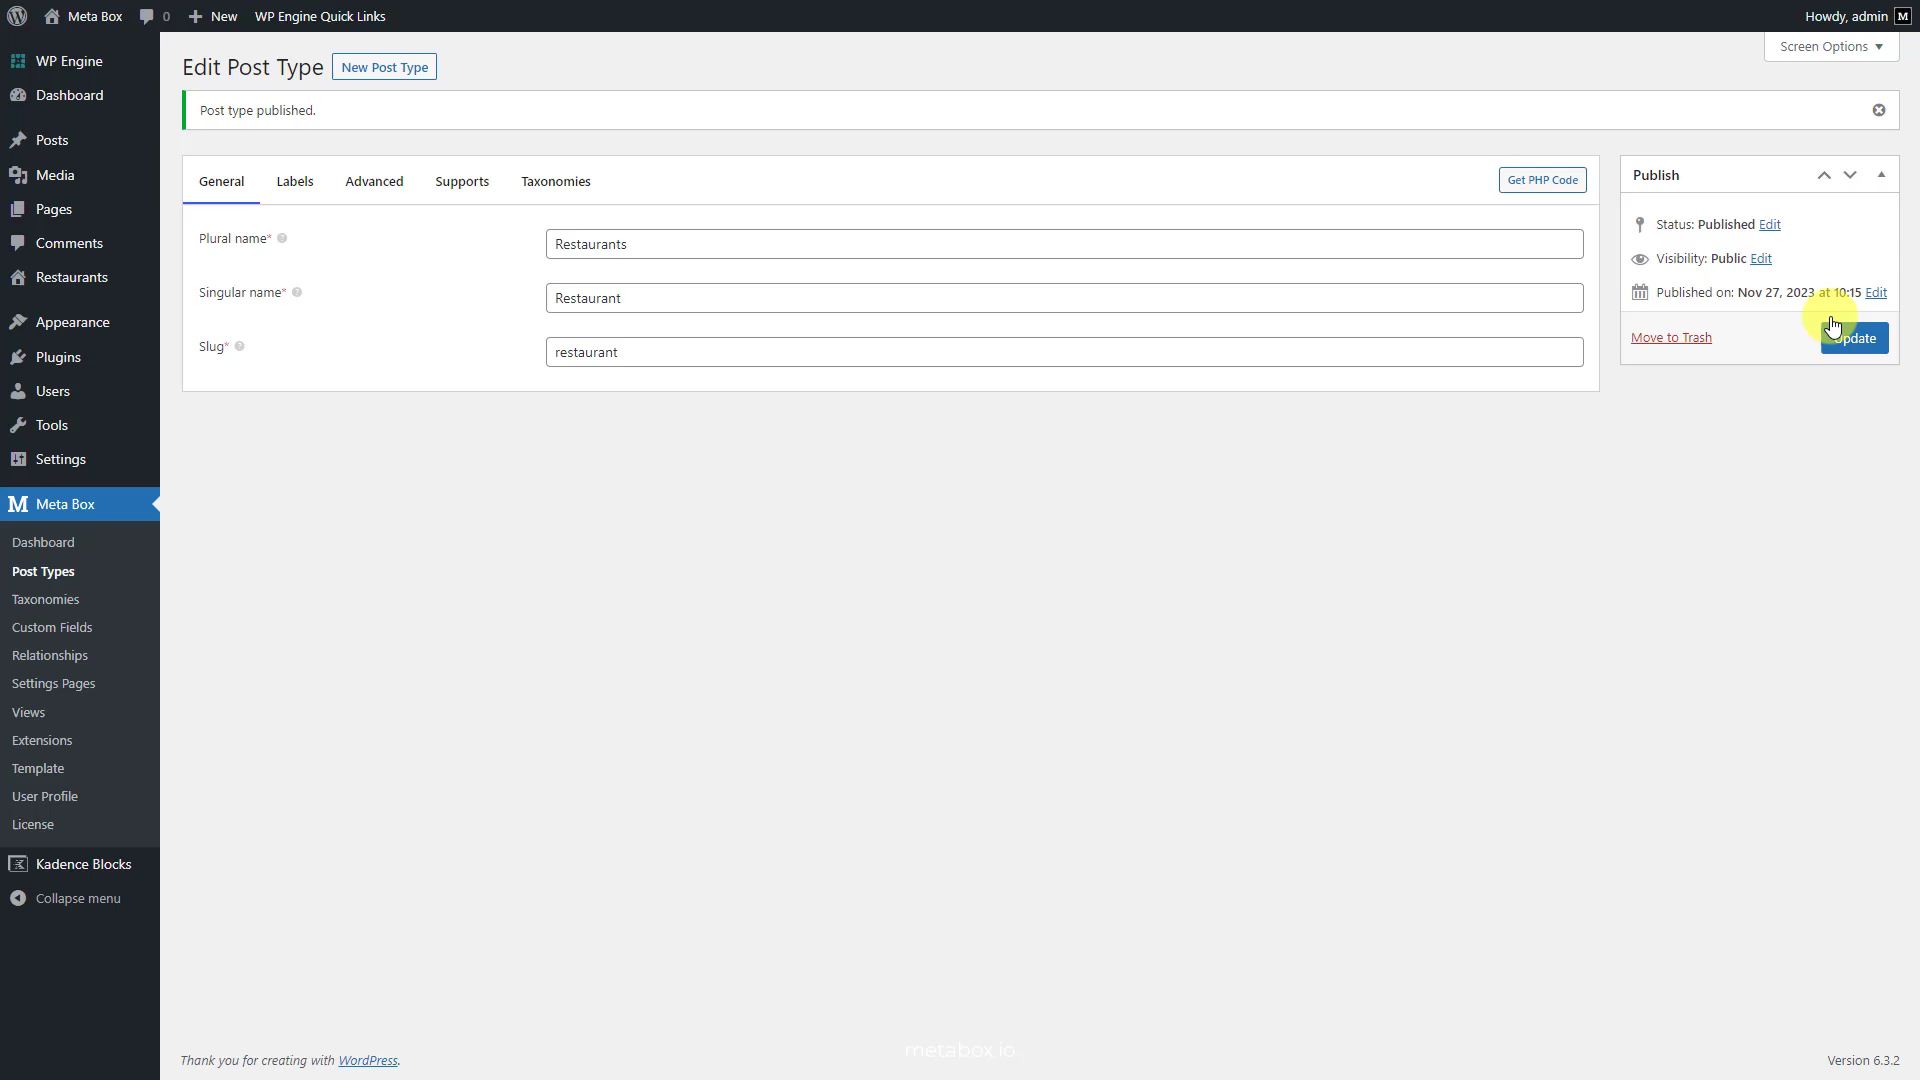 Meta Box
0
New
WP Engine Quick Links
Howdy, admin
M
WP Engine
Dashboard
Posts
Media
Pages
Comments
Restaurants
Appearance
Plugins
Users
Tools
Settings
M Meta Box
Dashboard
Post Types
Taxonomies
Custom Fields
Relationships
Settings Pages
Views
Extensions
Template
User Profile
License
Kadence Blocks
Collapse menu
Screen Options
Edit Post Type
New Post Type
Post type published.
General
Labels
Advanced
Supports
Taxonomies
Get PHP Code
Plural name*
Restaurants
Singular name*
Restaurant
Slug*
restaurant
Publish
Status: Published Edit
Visibility: Public Edit
Published on: Nov 27, 2023 at 10:15 Edit
Move to Trash
Update
Thank you for creating with WordPress.
metabox.io
Version 6.3.2